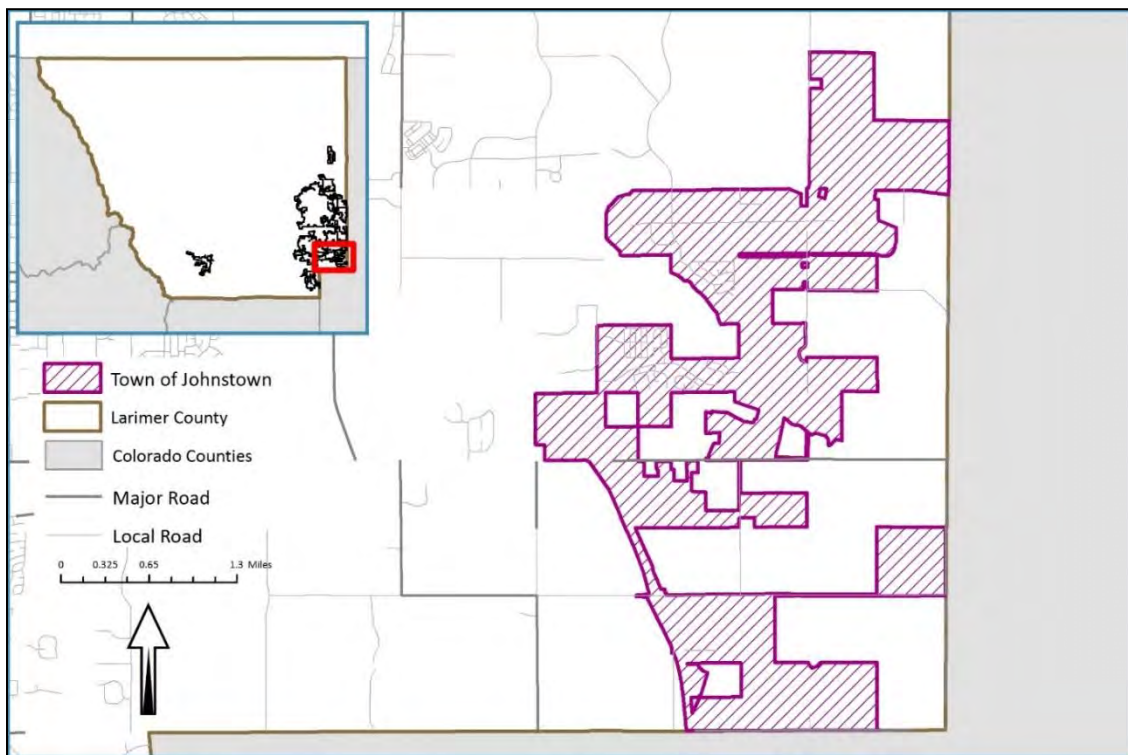 Town of Johnstown
Larimer County
Colorado Counties
Major Road
Local Road
0 0.325 0.65 1.3 Miles